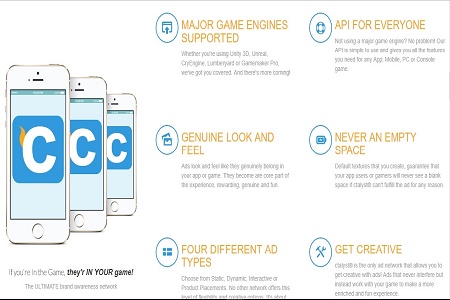 MAJOR GAME ENGINES
SUPPORTED
Whether you're using Unity 3D, Unreal,
CryEngine, Lumberyard or Gamemaker Pro,
we've got you covered. And there's more coming!
API FOR EVERYONE
Not using a major game engine? No problem! Our
API is simple to use and gives you all the features
you need for any App: Mobile, PC or Console
game.
GENUINE LOOK AND
FEEL
Ads look and feel like they genuinely belong in
your app or game. They become are core part of
the experience, rewarding, genuine and fun.
NEVER AN EMPTY
SPACE
Default textures that you create, guarantee that
your app users or gamers will never see a blank
space if ctalyst® can't fulfill the ad for any reason
C
C
C
If you're In the Game, they'r IN YOUR game!
The ULTIMATE brand awareness network
FOUR DIFFERENT AD
TYPES
Choose from Static, Dynamic, Interactive or
Product Placements. No other network offers this
level of flexibility and creative options. It's about
GET CREATIVE
ctalyst® is the only ad network that allows you to
get creative with ads! Ads that never interfere but
instead work with your game to make a more
enriched and fun experience.